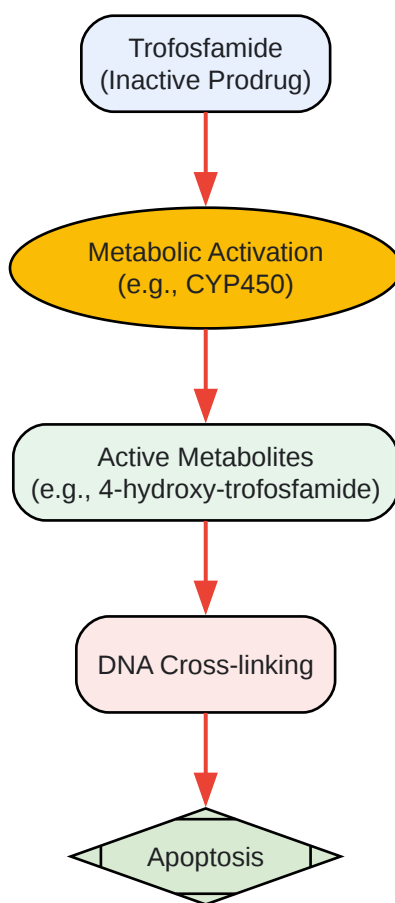 Trofosfamide
(Inactive Prodrug)
Metabolic Activation
(e.g., CYP450)
Active Metabolites
(e.g., 4-hydroxy-trofosfamide)
DNA Cross-linking
Apoptosis